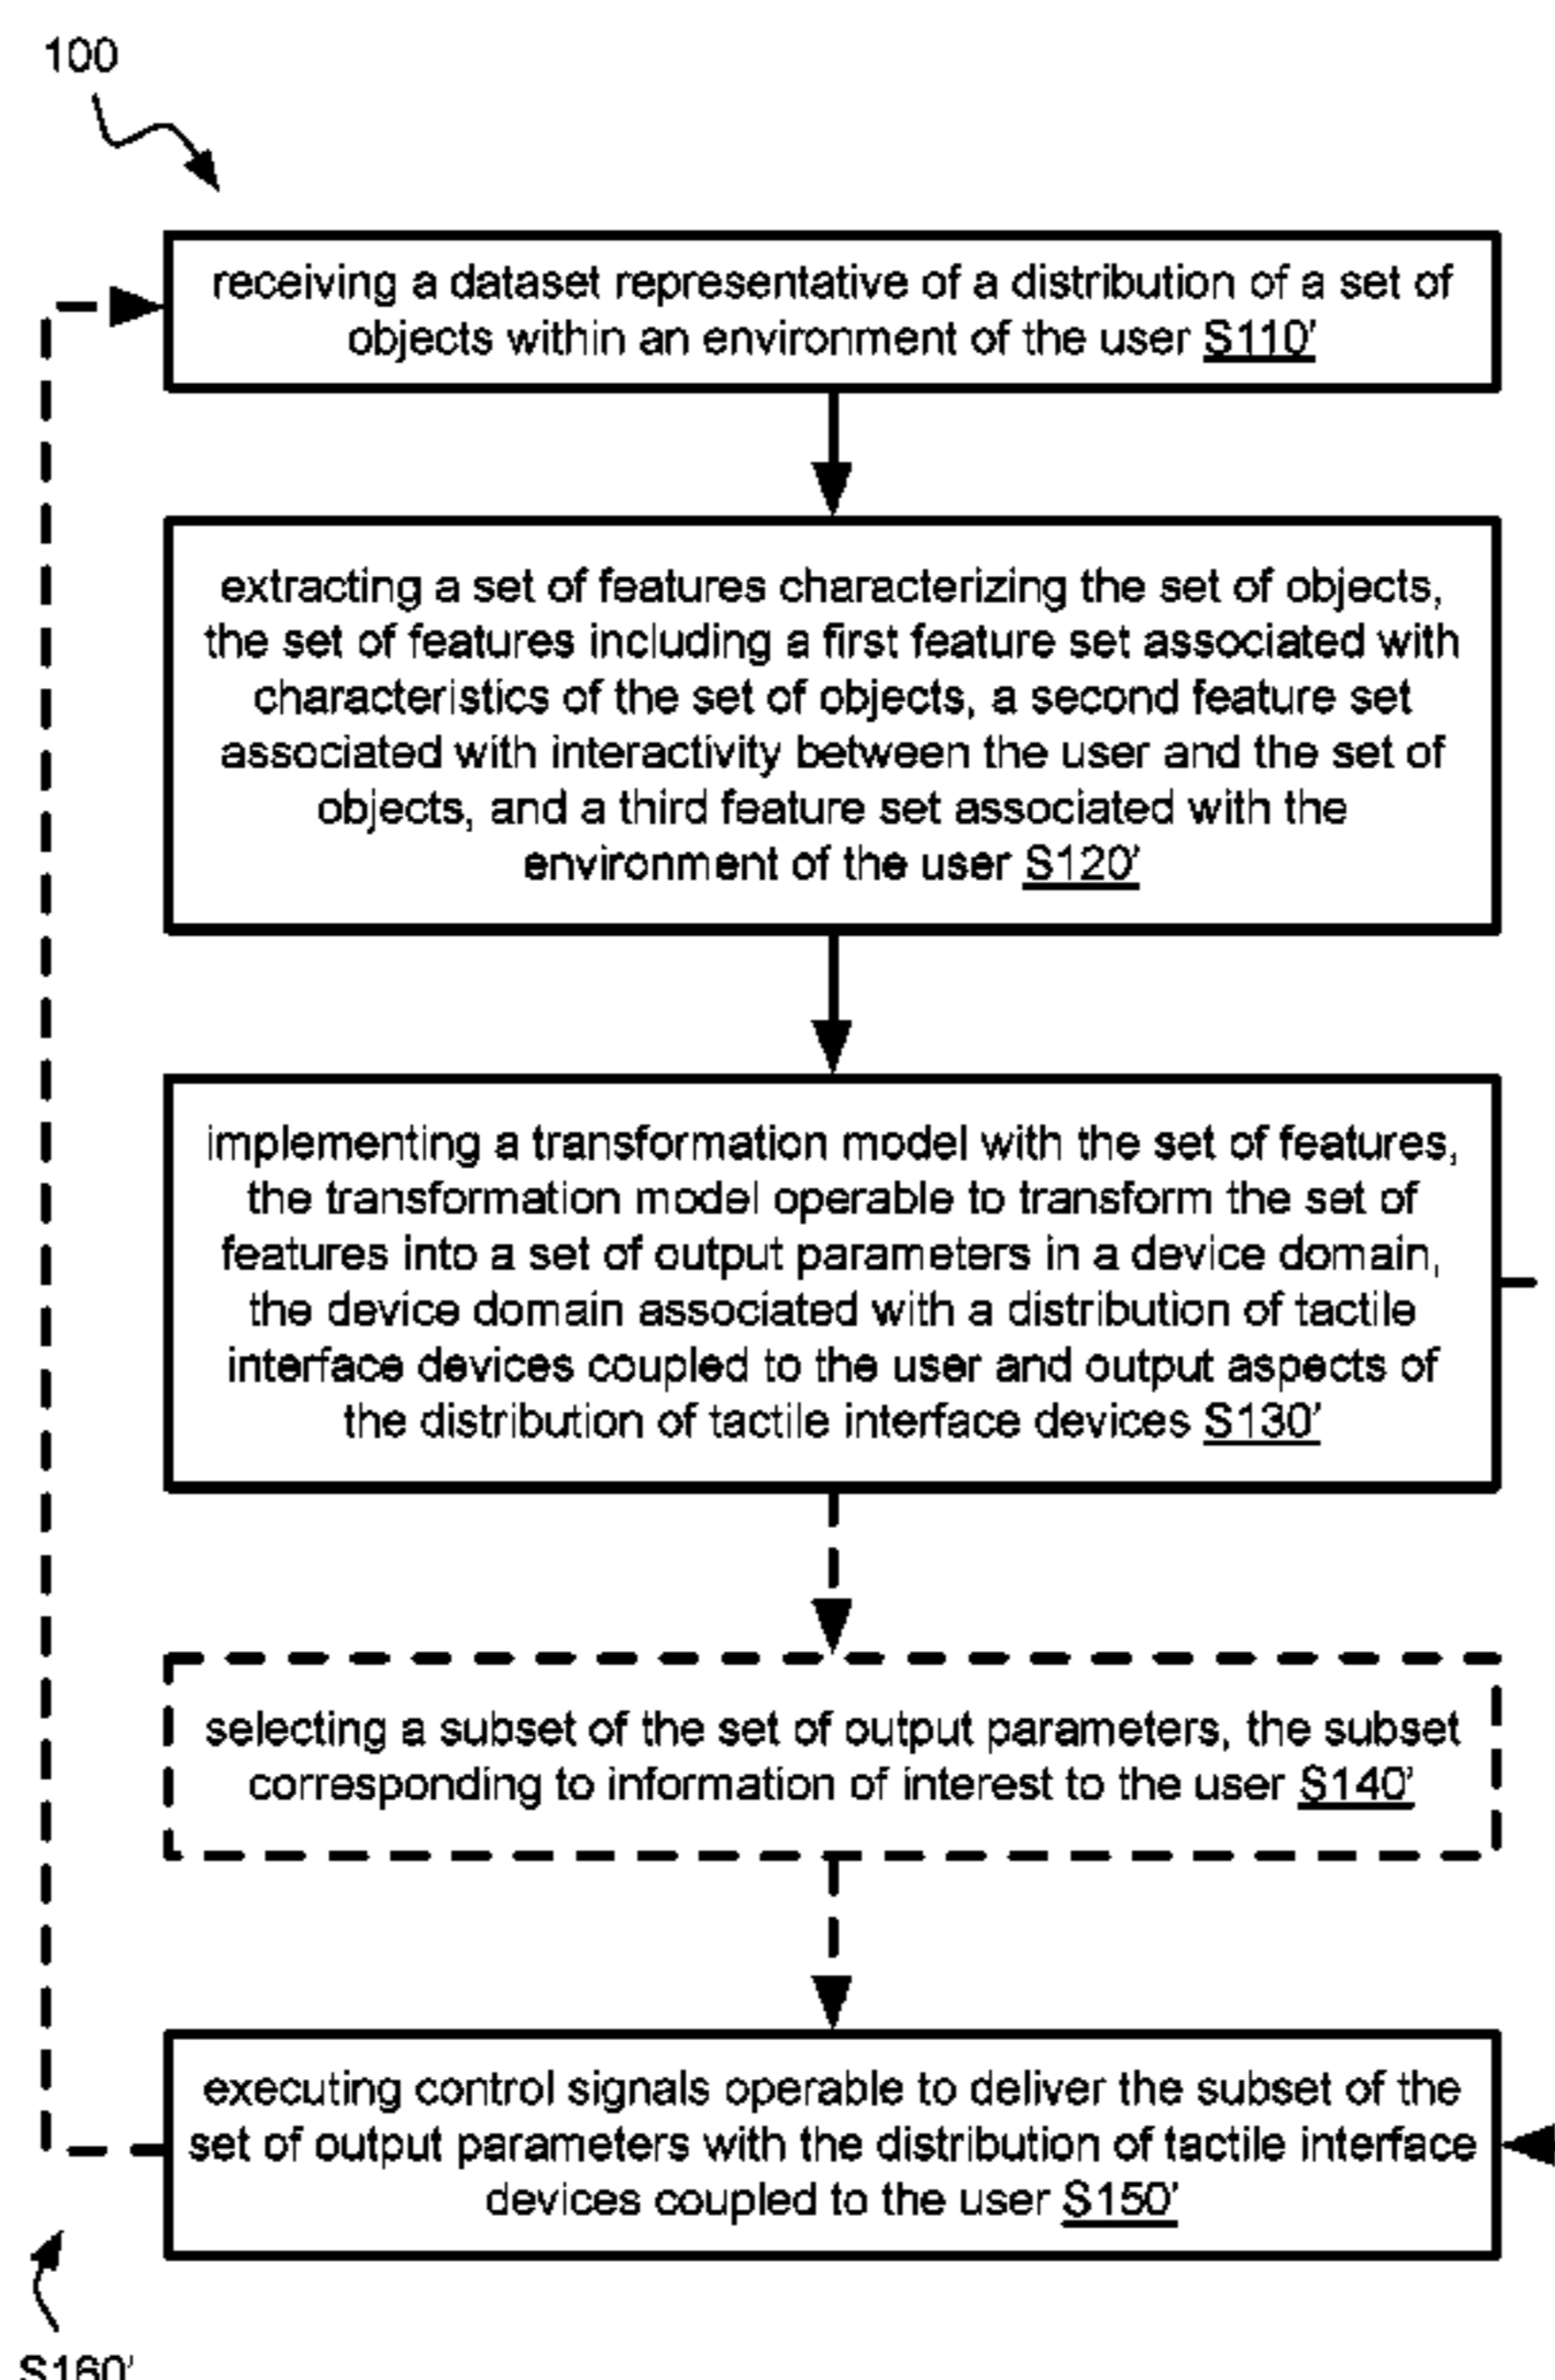 100
receiving a dataset representative of a distribution of a set of
objects within an environment of the user S110'
extracting a set of features characterizing the set of objects,
the set of features including a first feature set associated with
characteristics of the set of objects, a second feature set
associated with interactivity between the user and the set of
objects, and a third feature set associated with the
environment of the user S120'
implementing a transformation model with the set of features,
the transformation model operable to transform the set of
features into a set of output parameters in a device domain,
the device domain associated with a distribution of tactile
interface devices coupled to the user and output aspects of
the distribution of tactile interface devices S130'
selecting a subset of the set of output parameters, the subset
corresponding to information of interest to the user S140'
executing control signals operable to deliver the subset of the
set of output parameters with the distribution of tactile interface
devices coupled to the user S150'
S160'